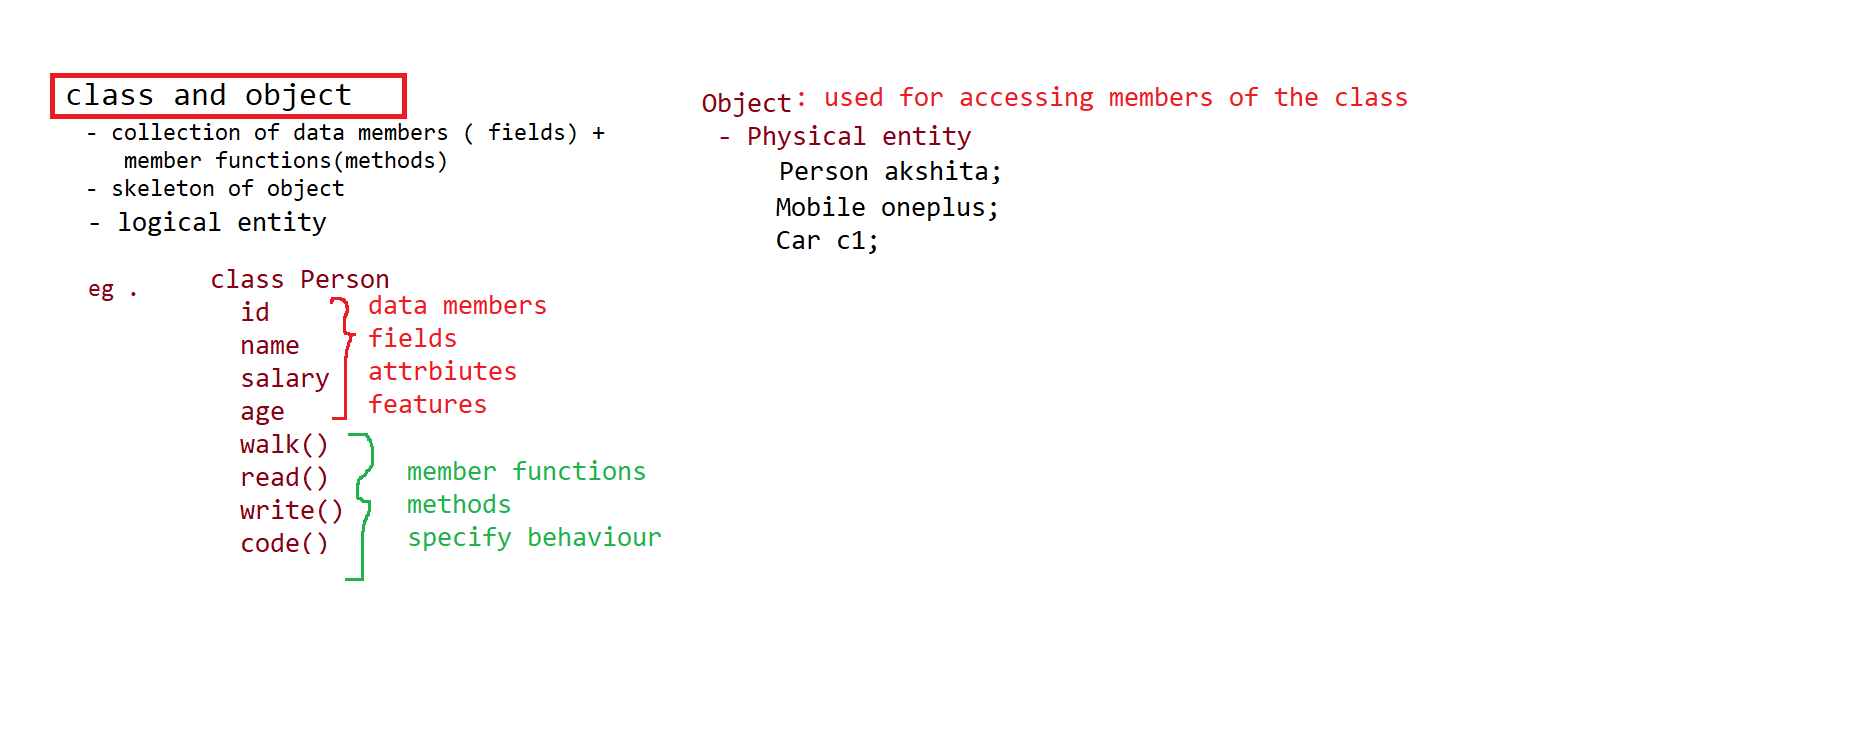 class and object
- collection of data members ( fields) +
member functions(methods)
- skeleton of object
- logical entity
eg .
class Person
id
name
salary
age
walk()
read()
write()
code()
data members
fields
attrbiutes
features
member functions
methods
specify behaviour
Object: used for accessing members of the class
- Physical entity
Person akshita;
Mobile oneplus;
Car c1;